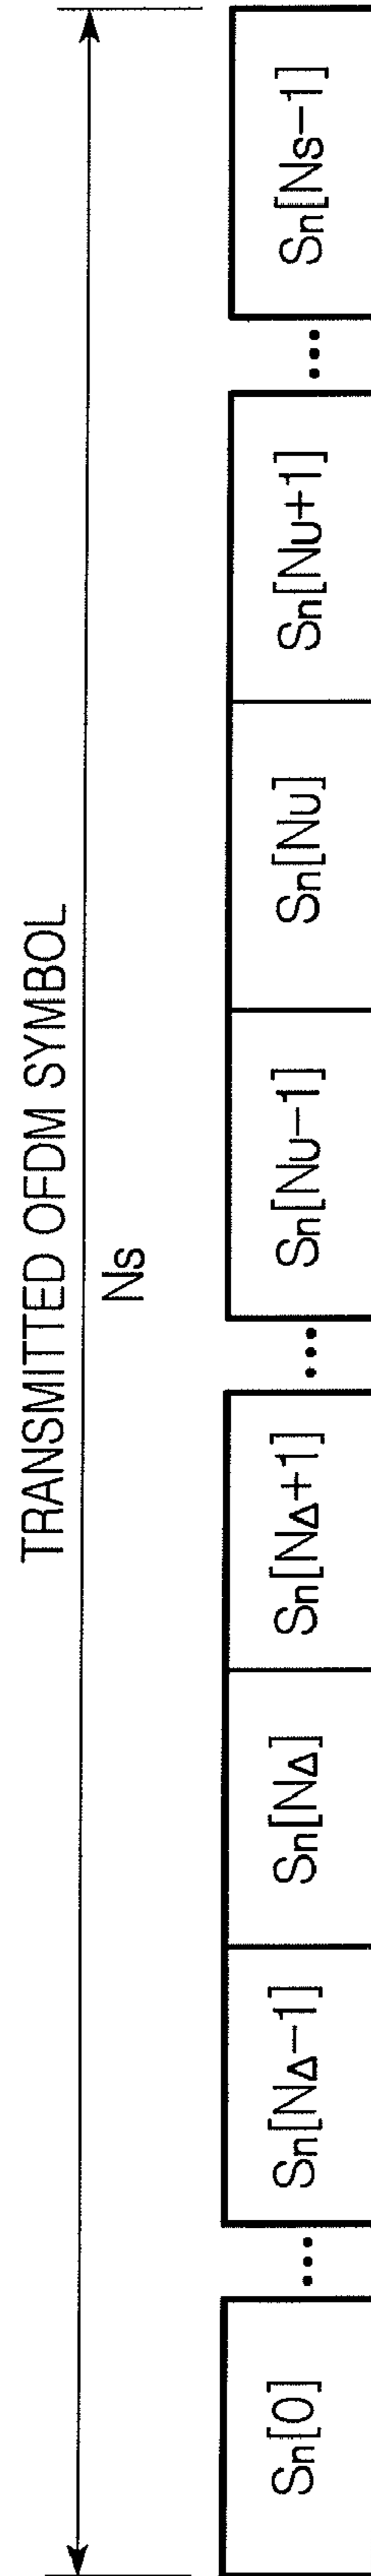 TRANSMITTED OFDM SYMBOL
Ns
Sn[0] ... Sn[NΔ-1] Sn[NΔ] Sn[NΔ+1] ... Sn[Nu-1] Sn[Nu] Sn[Nu+1] ... Sn[Ns-1]